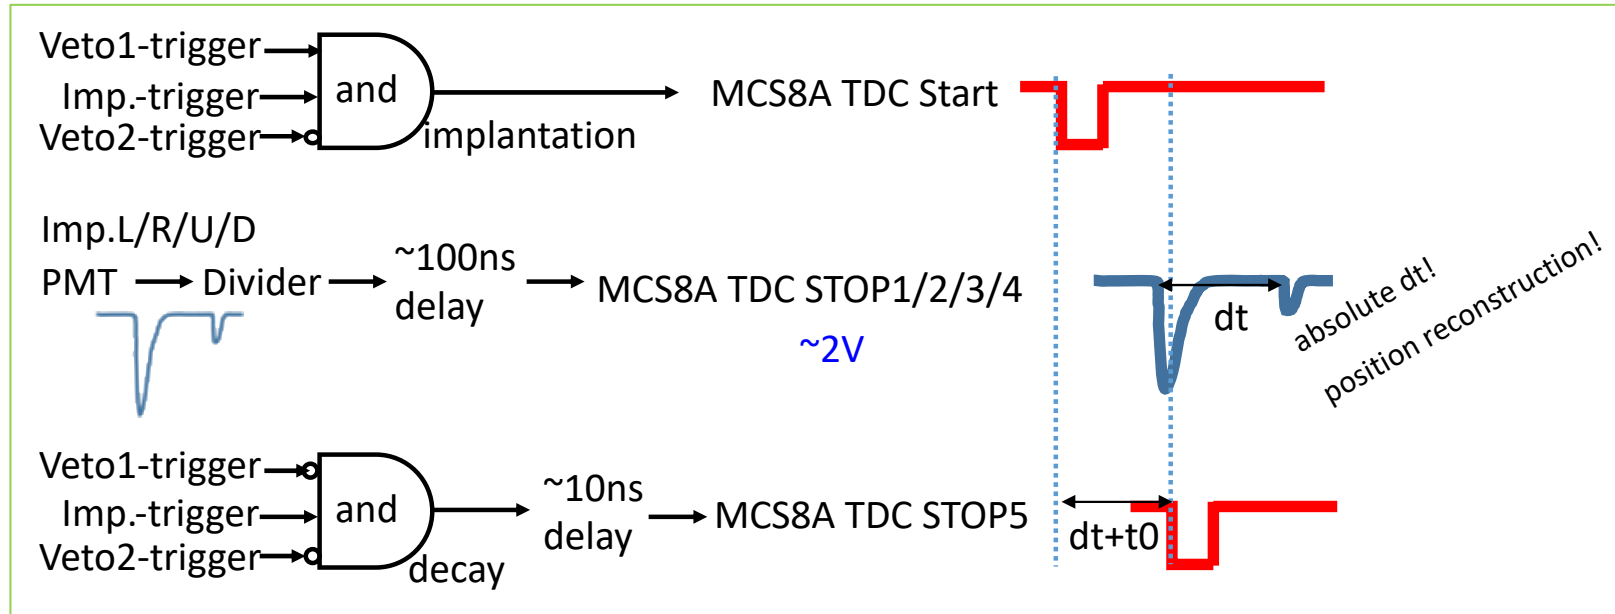 Veto1-trigger
Imp.-trigger
Veto2-trigger
and
implantation
MCS8A TDC Start
Imp.L/R/U/D
PMT
Divider
~100ns
delay
MCS8A TDC STOP1/2/3/4
~2V
dt
absolute dt!
position reconstruction!
Veto1-trigger
Imp.-trigger
Veto2-trigger
and
decay
~10ns
delay
MCS8A TDC STOP5
dt+t0